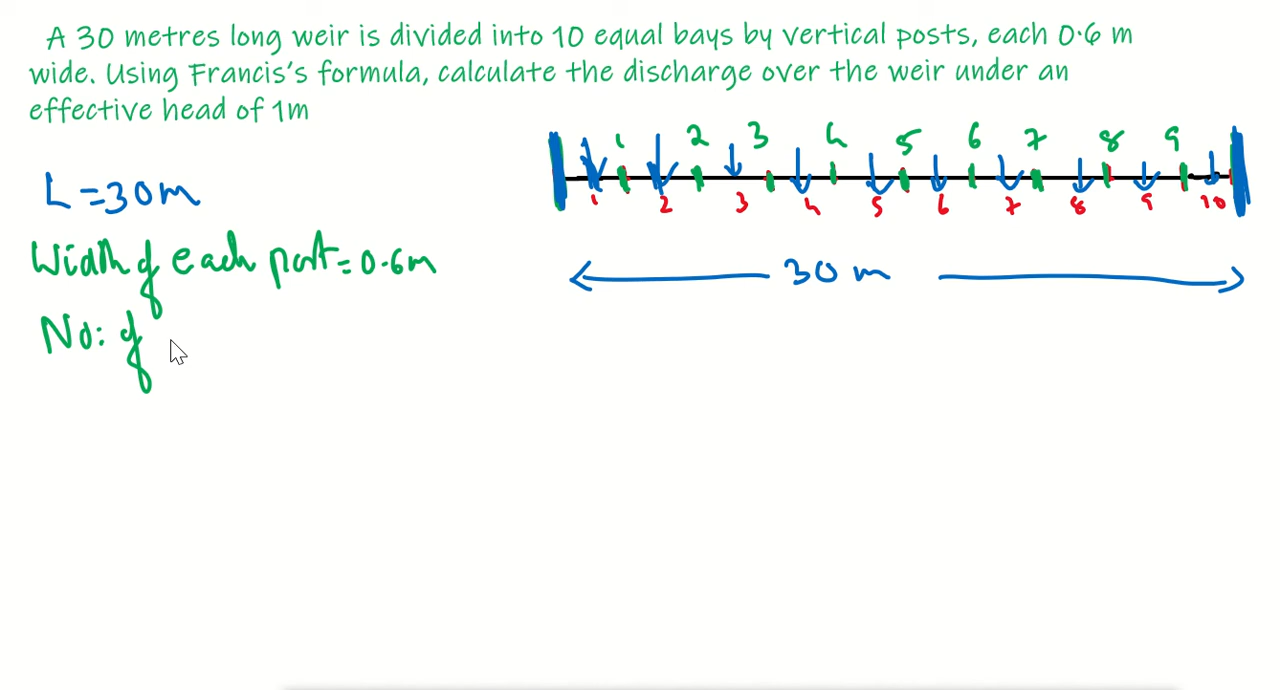 A 30 metres long weir is divided into 10 equal bays by vertical posts, each 0.6 m
wide. Using Francis's formula, calculate the discharge over the weir under an
effective head of 1m
1 2 3 4 5 6 7 8 9
1 2 3 4 5 6 7 8 9 10
L = 30m
Width of each post = 0.6m
30 m
No: of